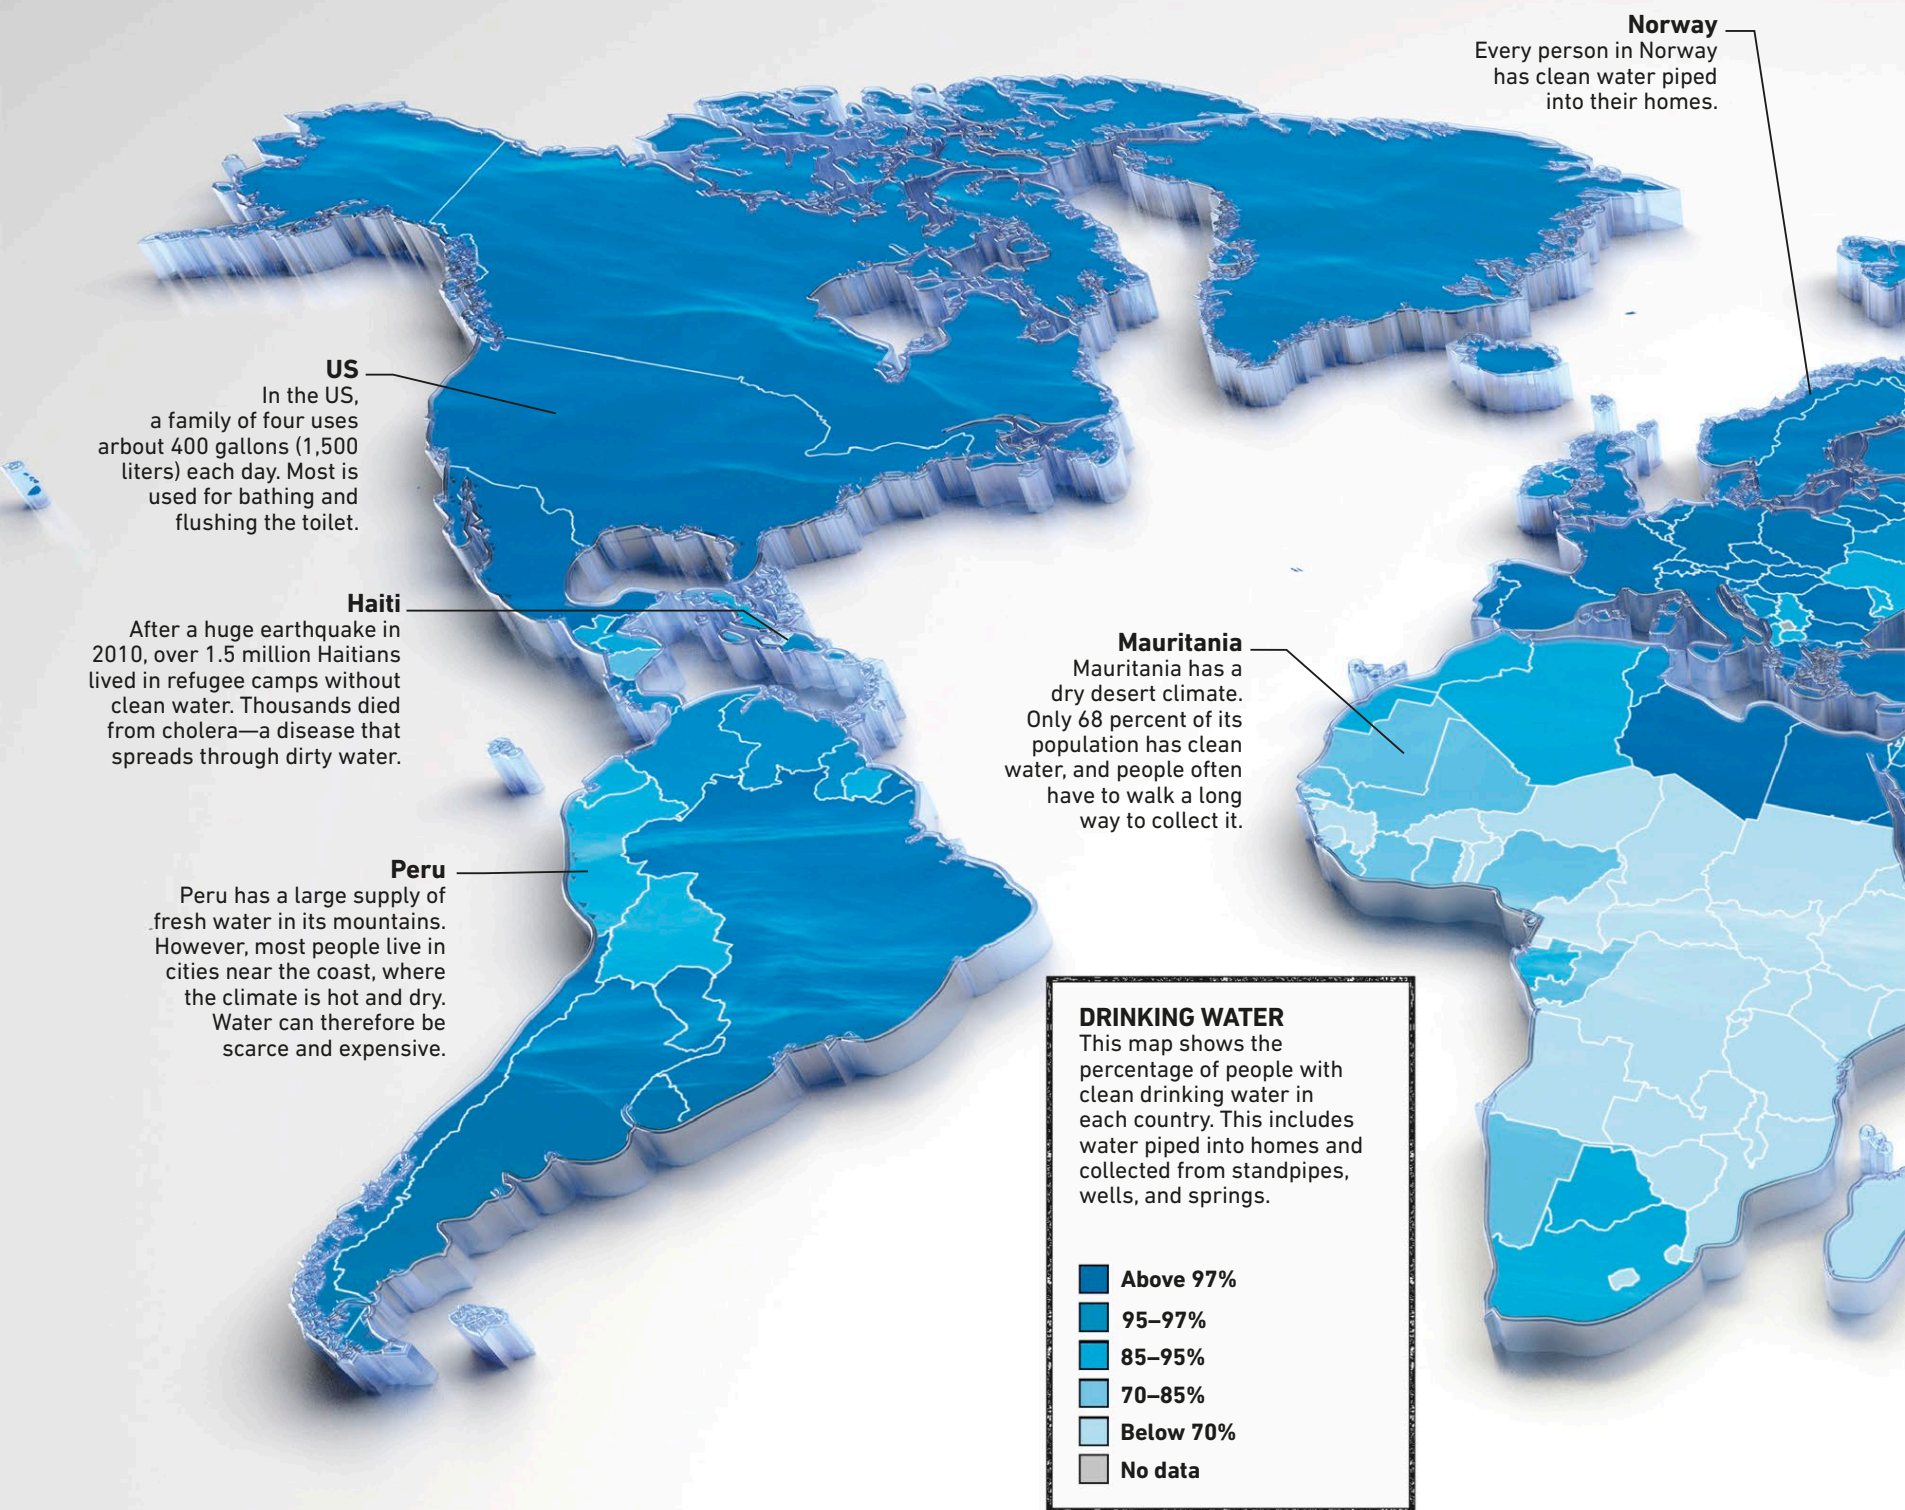 Norway
Every person in Norway
has clean water piped
into their homes.
US
In the US,
a family of four uses
arbout 400 gallons (1,500
liters) each day. Most is
used for bathing and
flushing the toilet.
Haiti
After a huge earthquake in
2010, over 1.5 million Haitians
lived in refugee camps without
clean water. Thousands died
from cholera—a disease that
spreads through dirty water.
Mauritania
Mauritania has a
dry desert climate.
Only 68 percent of its
population has clean
water, and people often
have to walk a long
way to collect it.
Peru
Peru has a large supply of
fresh water in its mountains.
However, most people live in
cities near the coast, where
the climate is hot and dry.
Water can therefore be
scarce and expensive.
DRINKING WATER
This map shows the
percentage of people with
clean drinking water in
each country. This includes
water piped into homes and
collected from standpipes,
wells, and springs.
Above 97%
95–97%
85–95%
70–85%
Below 70%
No data